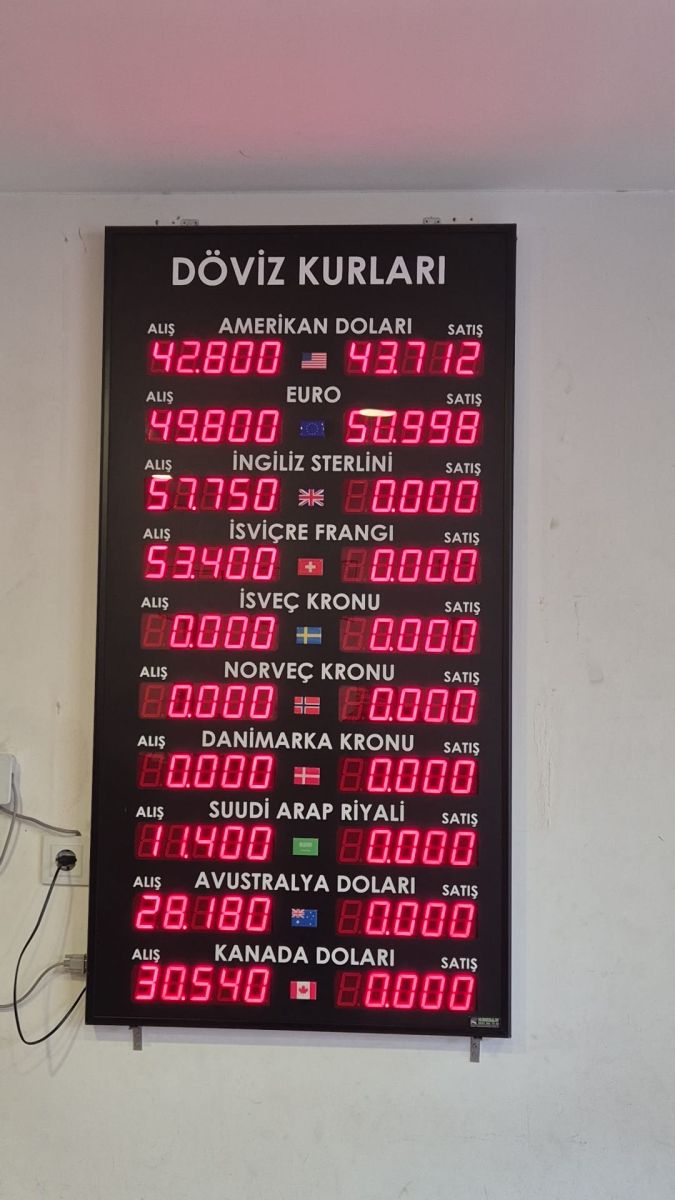 DÖVİZ KURLARI
ALIŞ AMERİKAN DOLARI SATIŞ
42.800 43.712
ALIŞ EURO SATIŞ
49.800 50.998
ALIŞ İNGİLİZ STERLİNİ SATIŞ
57.750 0.000
ALIŞ İSVİÇRE FRANGI SATIŞ
53.400 0.000
ALIŞ İSVEÇ KRONU SATIŞ
0.000 0.000
ALIŞ NORVEÇ KRONU SATIŞ
0.000 0.000
ALIŞ DANİMARKA KRONU SATIŞ
0.000 0.000
ALIŞ SUUDİ ARAP RİYALİ SATIŞ
11.400 0.000
ALIŞ AVUSTRALYA DOLARI SATIŞ
28.180 0.000
ALIŞ KANADA DOLARI SATIŞ
30.540 0.000